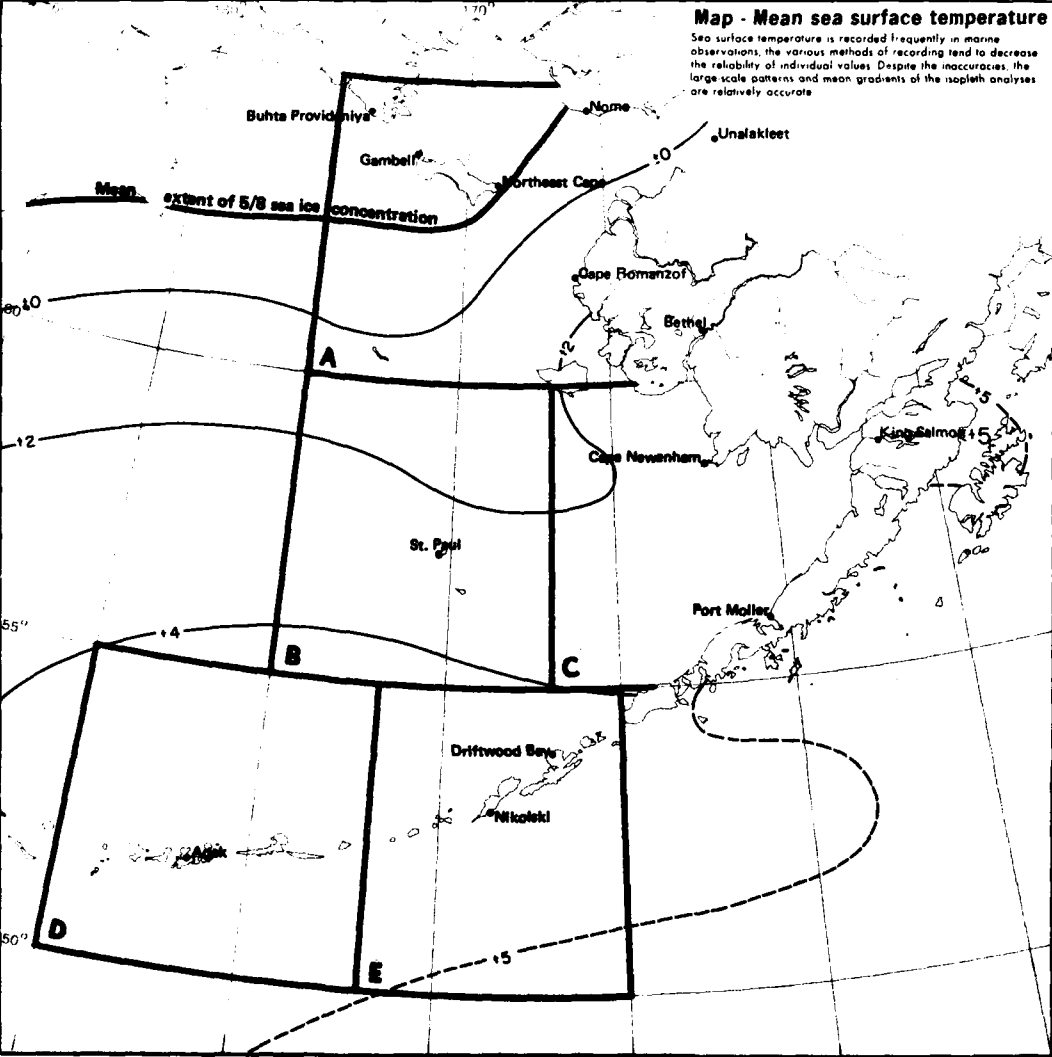 170°
Map - Mean sea surface temperature
Sea surface temperature is recorded frequently in marine
observations, the various methods of recording tend to decrease
the reliability of individual values Despite the inaccuracies, the
large scale patterns and mean gradients of the isopleth analyses
are relatively accurate
Nome
Buhta Provideniya
Unalakleet
±0
Gambell
Northeast Cape
Mean extent of 5/8 sea ice concentration
Cape Romanzof
±0
Bethel
+2
A
+5
King Salmon
+5
+2
Cape Newenham
St. Paul
Port Moller
55°
+4
B
C
Driftwood Bay
Nikolski
Adak
D
50°
+5
E